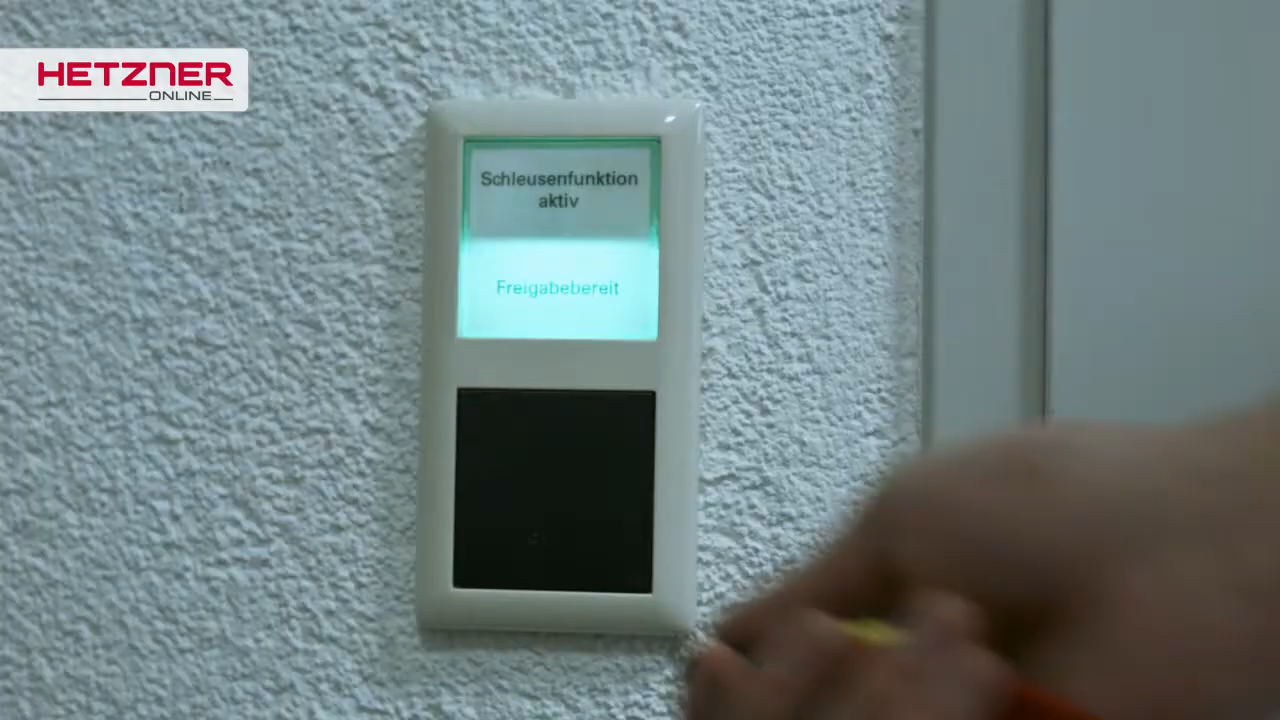 HETZNER
ONLINE
Schleusenfunktion
aktiv
Freigabebereit